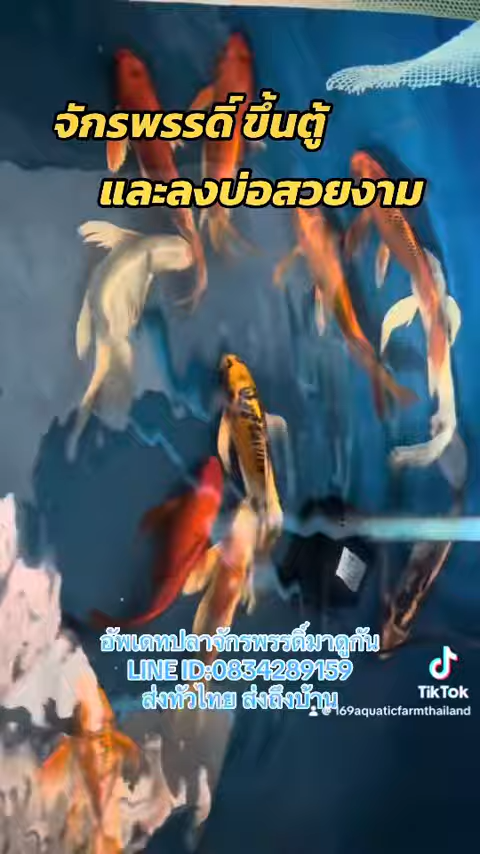 จักรพรรดิ์ ขึ้นตู้
และลงบ่อสวยงาม
อัพเดทปลาจักรพรรดิ์มาดูกัน
LINE ID:0834289159
ส่งทั่วไทย ส่งถึงบ้าน
TikTok
@169aquaticfarmthailand